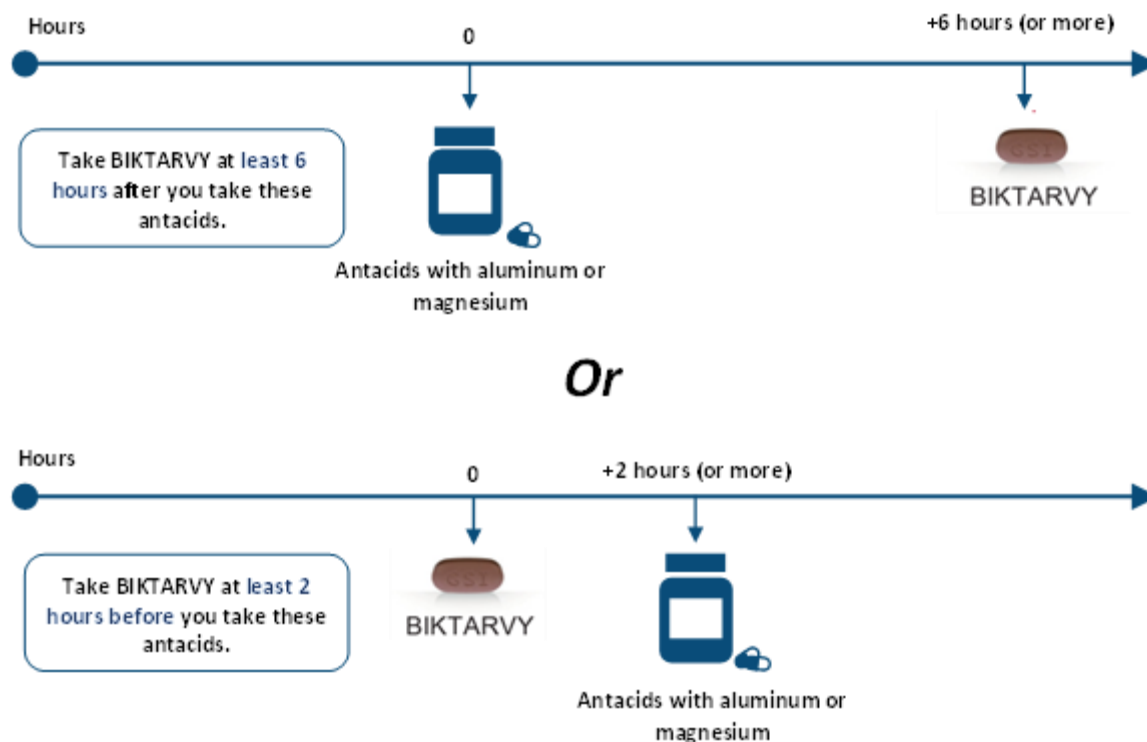 Hours
0
+6 hours (or more)
Take BIKTARVY at least 6
hours after you take these
antacids.
GSI
BIKTARVY
Antacids with aluminum or
magnesium
Or
Hours
0
+2 hours (or more)
Take BIKTARVY at least 2
hours before you take these
antacids.
GSI
BIKTARVY
Antacids with aluminum or
magnesium